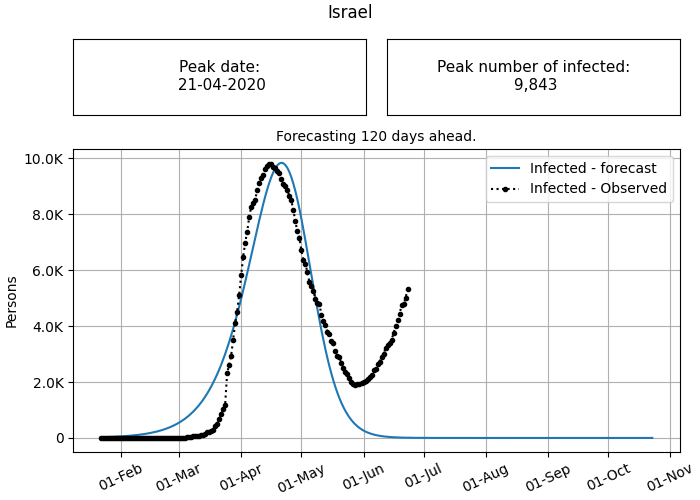 Israel
Peak date:
21-04-2020
Peak number of infected:
9,843
Forecasting 120 days ahead.
10.0K
8.0K
6.0K
4.0K
2.0K
0
Persons
Infected - forecast
Infected - Observed
01-Feb
01-Mar
01-Apr
01-May
01-Jun
01-Jul
01-Aug
01-Sep
01-Oct
01-Nov